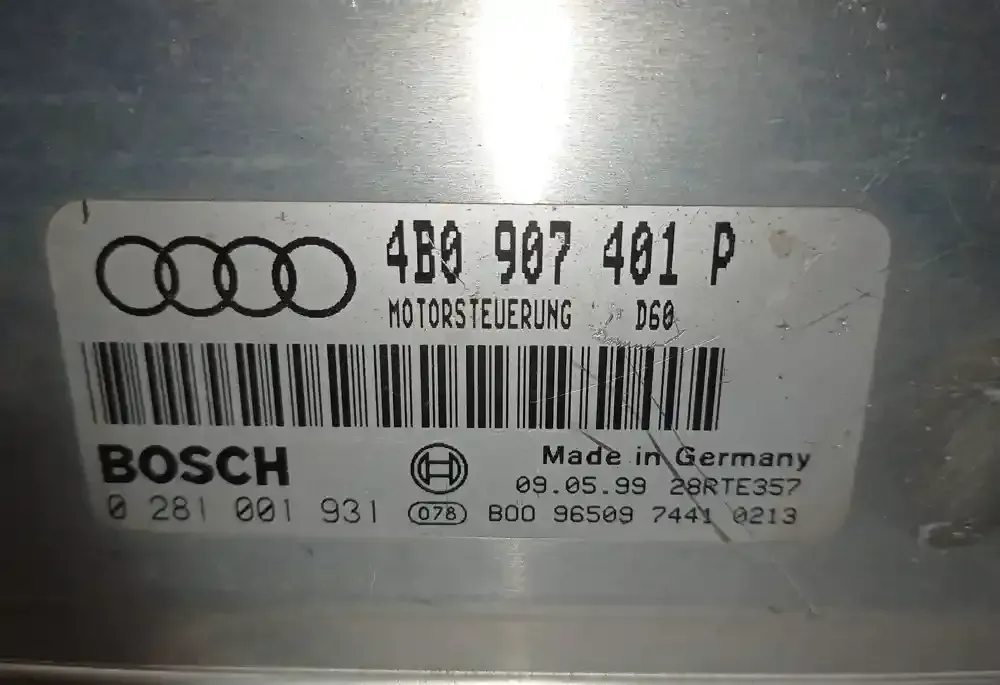 4B0 907 401 P
MOTORSTEUERUNG D60
BOSCH
Made in Germany
09.05.99 28RTE357
0 281 001 931 078 B00 96509 7441 0213